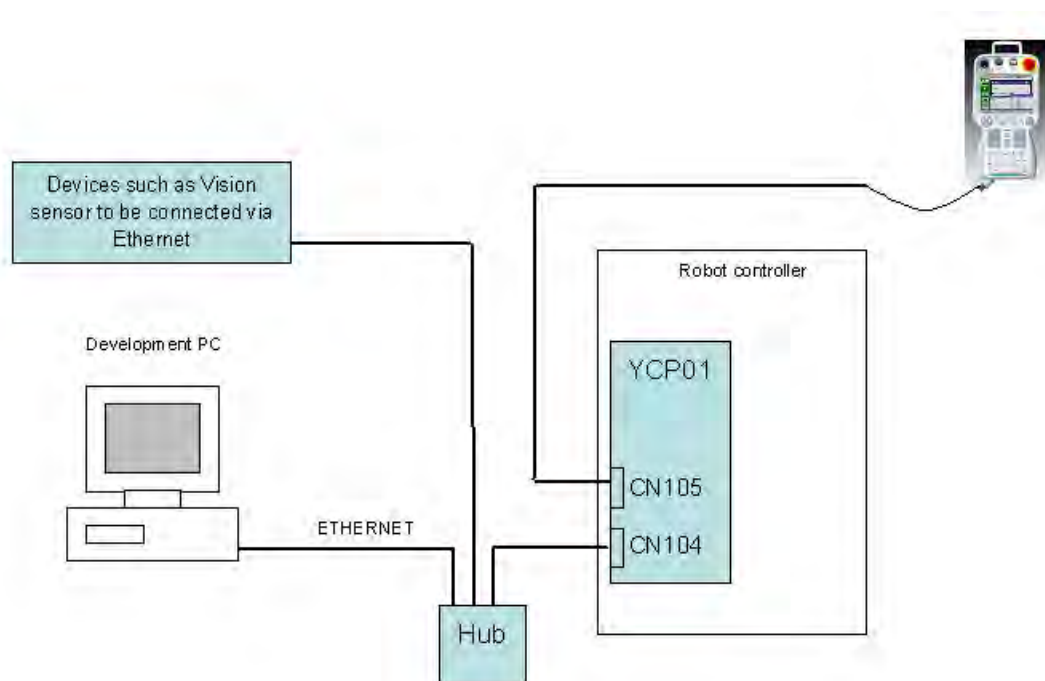 Devices such as Vision
sensor to be connected via
Ethernet
Robot controller
Development PC
YCP01
CN105
ETHERNET
CN104
Hub